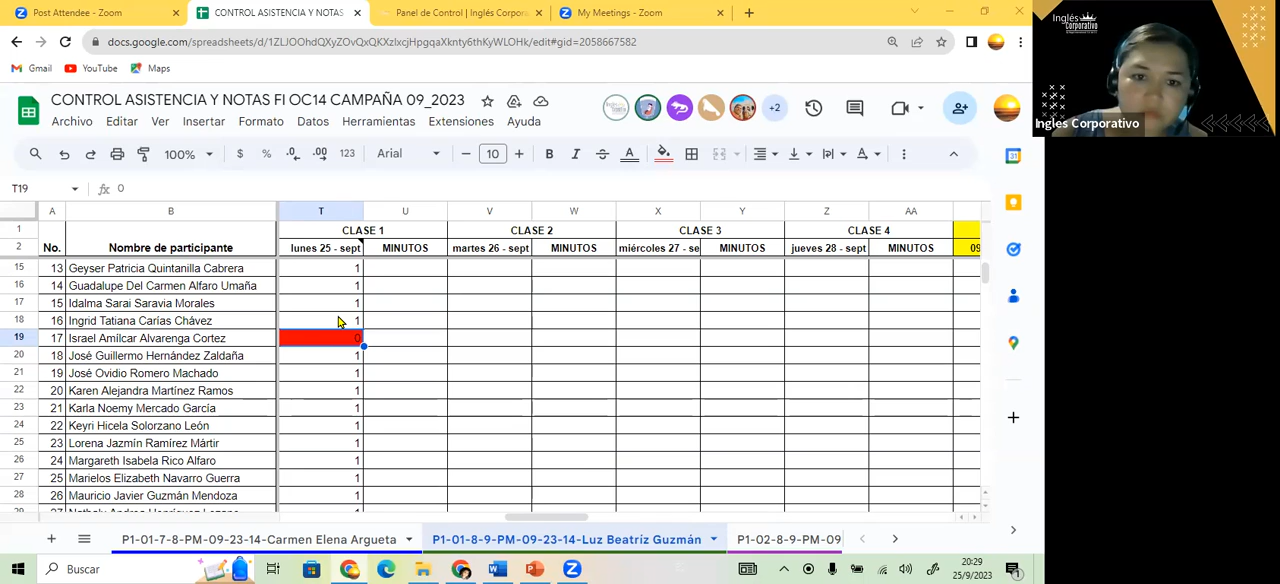 Post Attendee - Zoom
CONTROL ASISTENCIA Y NOTAS
Panel de Control | Inglés Corpora
My Meetings - Zoom
docs.google.com/spreadsheets/d/1ZLJOOhdQXyZOvQxQKXzlxcjHpgqaXknty6thKyWLOHk/edit#gid=2058667582
Gmail YouTube Maps
CONTROL ASISTENCIA Y NOTAS FI OC14 CAMPAÑA 09_2023
+2
Archivo Editar Ver Insertar Formato Datos Herramientas Extensiones Ayuda
100% $ % .0 .00 123 Arial 10 B I S A
T19 fx 0
A B T U V W X Y Z AA
1 CLASE 1 CLASE 2 CLASE 3 CLASE 4
2 No. Nombre de participante lunes 25 - sept MINUTOS martes 26 - sept MINUTOS miércoles 27 - se MINUTOS jueves 28 - sept MINUTOS 09
15 13 Geyser Patricia Quintanilla Cabrera 1
16 14 Guadalupe Del Carmen Alfaro Umaña 1
17 15 Idalma Sarai Saravia Morales 1
18 16 Ingrid Tatiana Carías Chávez 1
19 17 Israel Amílcar Alvarenga Cortez 0
20 18 José Guillermo Hernández Zaldaña 1
21 19 José Ovidio Romero Machado 1
22 20 Karen Alejandra Martínez Ramos 1
23 21 Karla Noemy Mercado García 1
24 22 Keyri Hicela Solorzano León 1
25 23 Lorena Jazmín Ramírez Mártir 1
26 24 Margareth Isabela Rico Alfaro 1
27 25 Marielos Elizabeth Navarro Guerra 1
28 26 Mauricio Javier Guzmán Mendoza 1
P1-01-7-8-PM-09-23-14-Carmen Elena Argueta
P1-01-8-9-PM-09-23-14-Luz Beatriz Guzmán
P1-02-8-9-PM-09
Buscar
20:29
25/9/2023
Inglés
Corporativo
Ingles Corporativo